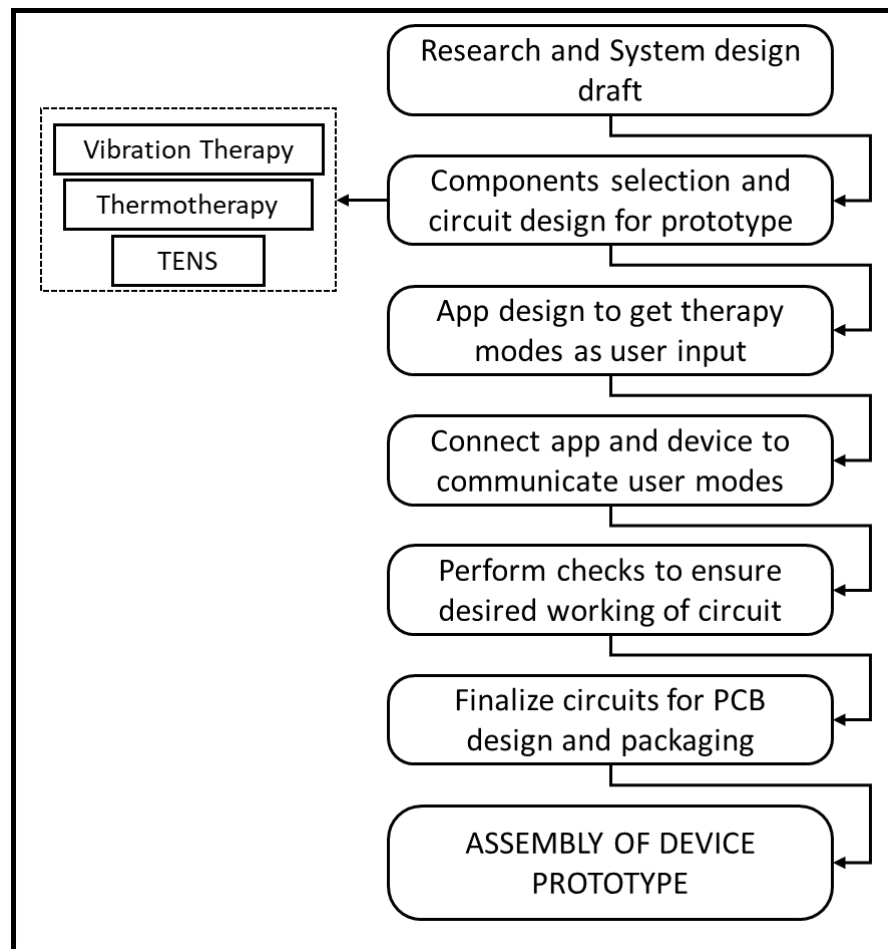 Research and System design
draft
Vibration Therapy
Thermotherapy
TENS
Components selection and
circuit design for prototype
App design to get therapy
modes as user input
Connect app and device to
communicate user modes
Perform checks to ensure
desired working of circuit
Finalize circuits for PCB
design and packaging
ASSEMBLY OF DEVICE
PROTOTYPE